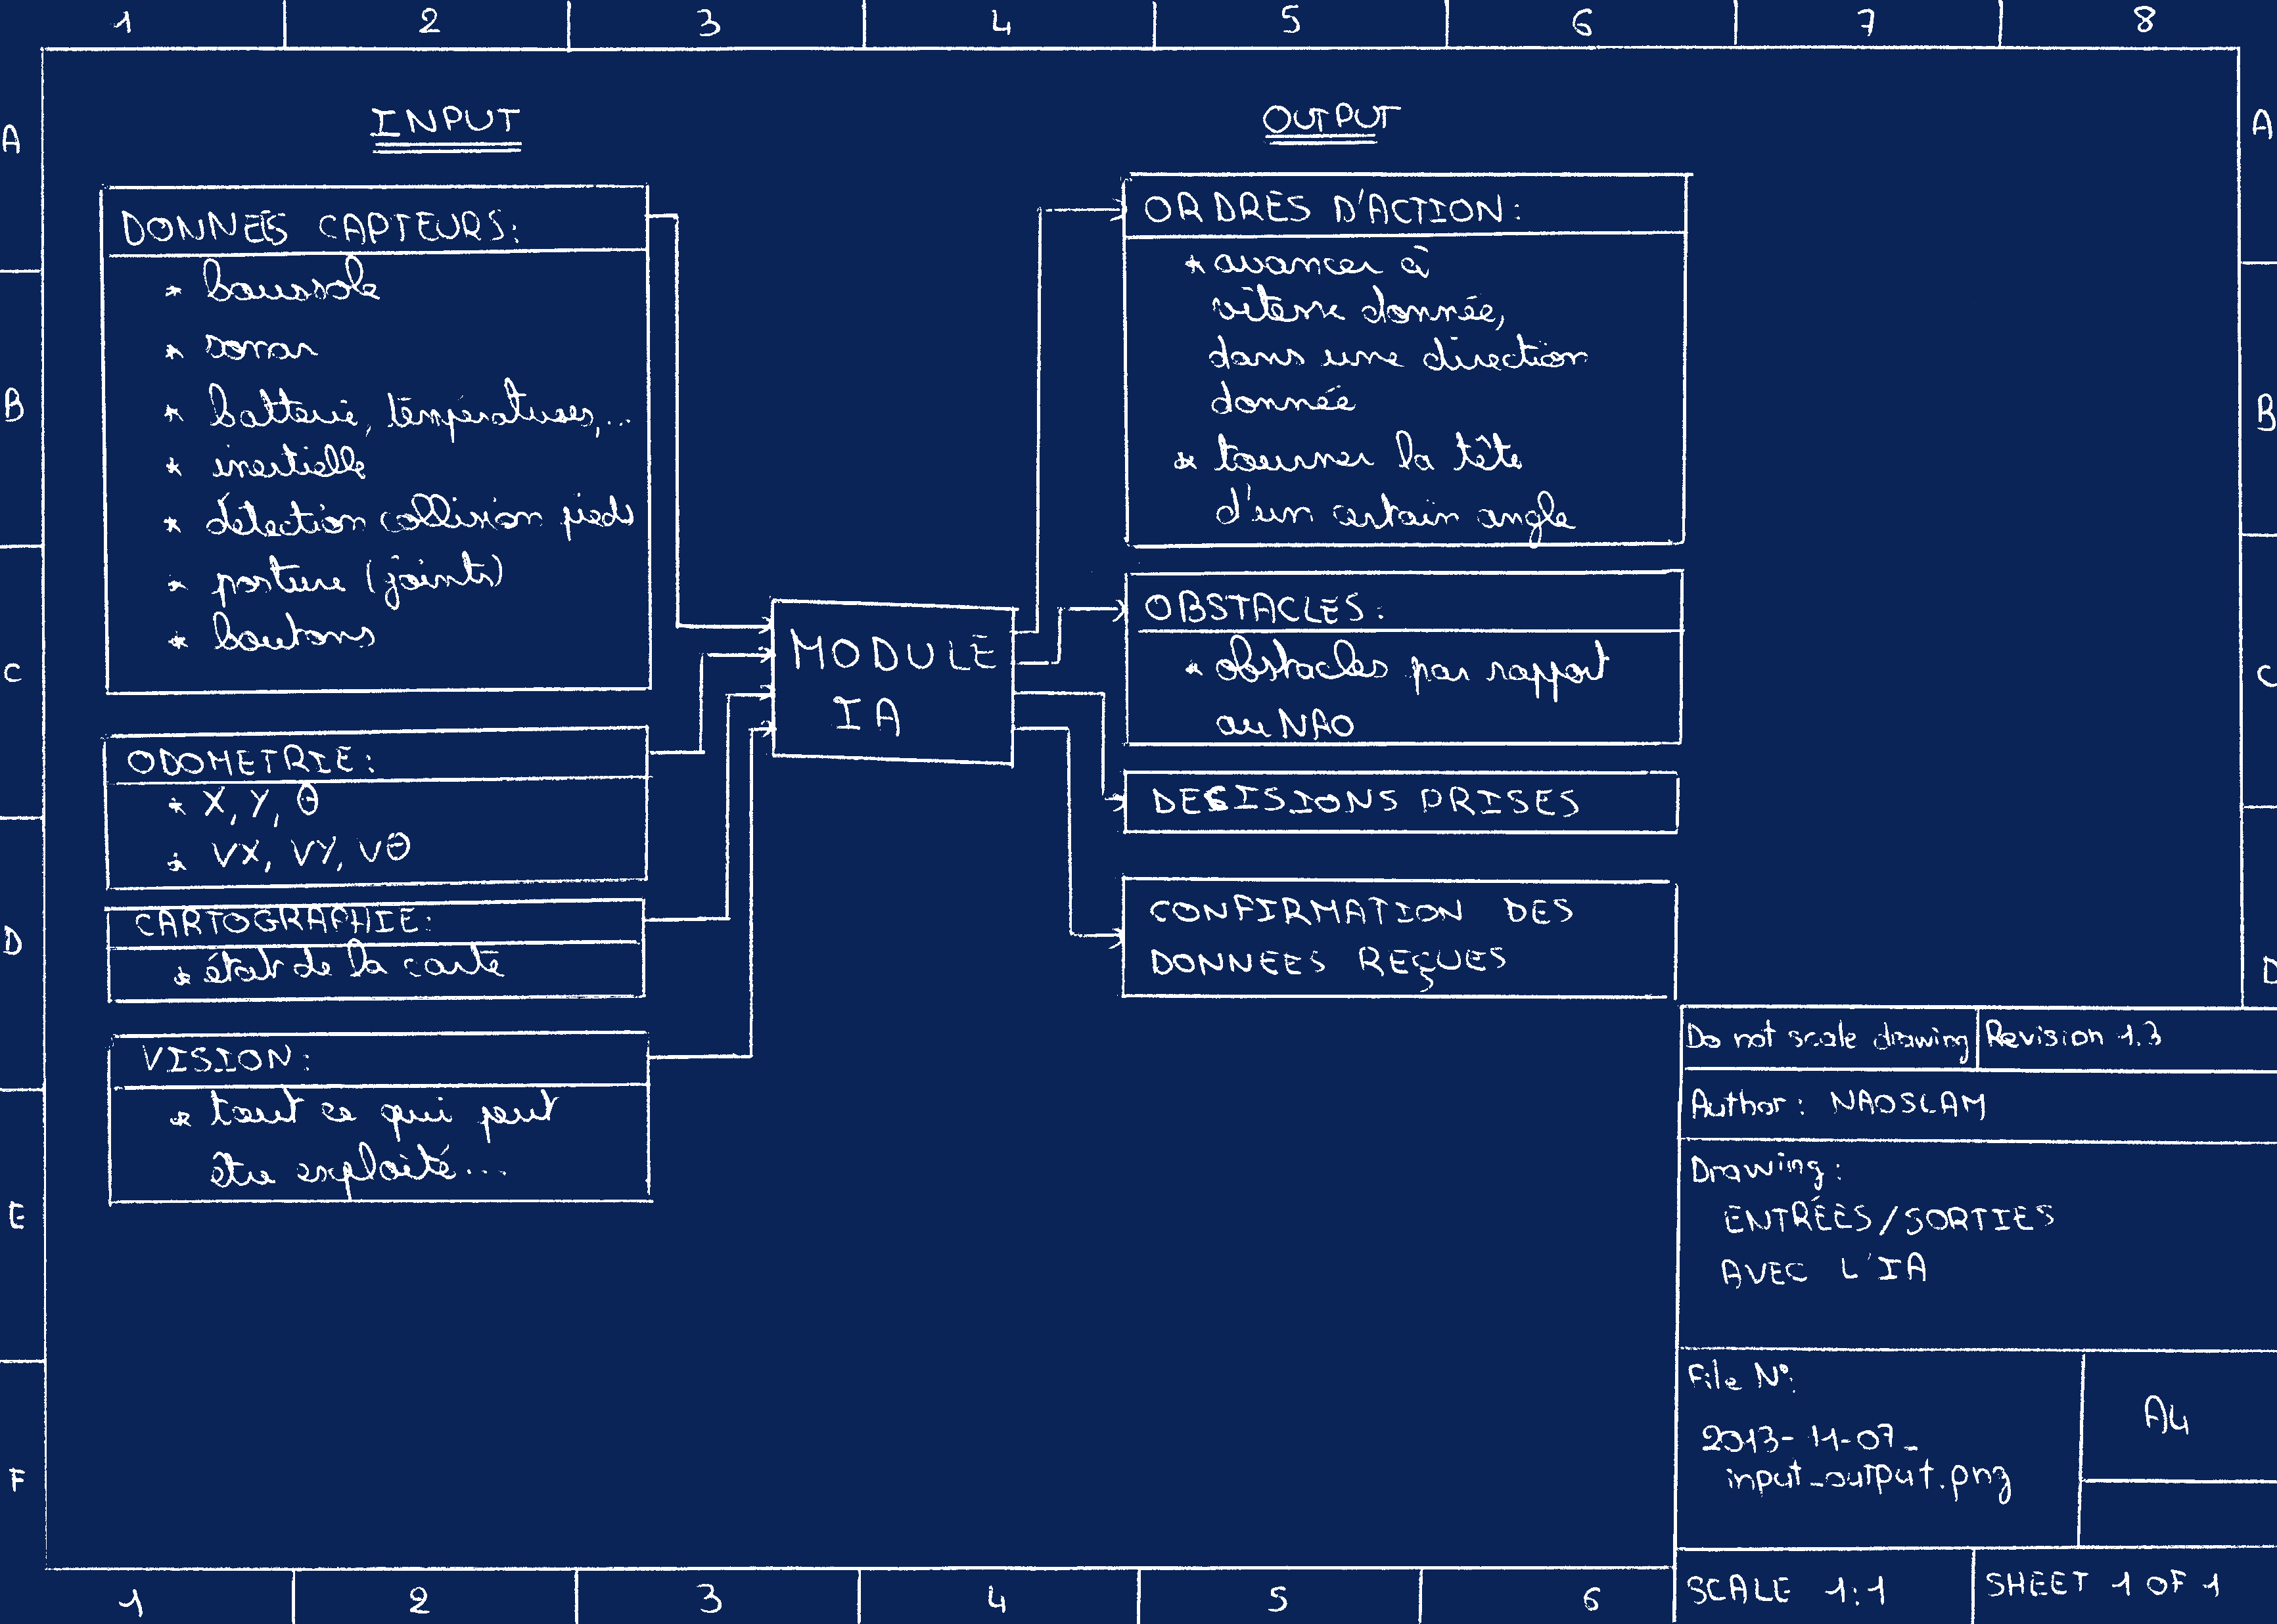 1 2 3 4 5 6 7 8
A A
INPUT
OUTPUT
DONNEES CAPTEURS:
* boussole
* sonar
* batterie, températures,...
* inertielle
* détection collision pieds
* posture (joints)
* boutons
ODOMETRIE:
* X, Y, θ
* VX, VY, Vθ
CARTOGRAPHIE:
* état de la carte
VISION:
* tout ce qui peut
être exploité...
MODULE
IA
ORDRES D'ACTION:
* avancer à
vitesse donnée,
dans une direction
donnée
* tourner la tête
d'un certain angle
OBSTACLES:
* obstacles par rapport
au NAO
DECISIONS PRISES
CONFIRMATION DES
DONNEES REÇUES
B B
C C
D D
E
F
Do not scale drawing
Revision 1.3
Author: NAOSLAM
Drawing:
ENTRÉES/SORTIES
AVEC L'IA
File N°:
2013-11-07_
input_output.png
A4
SCALE 1:1
SHEET 1 OF 1
1 2 3 4 5 6